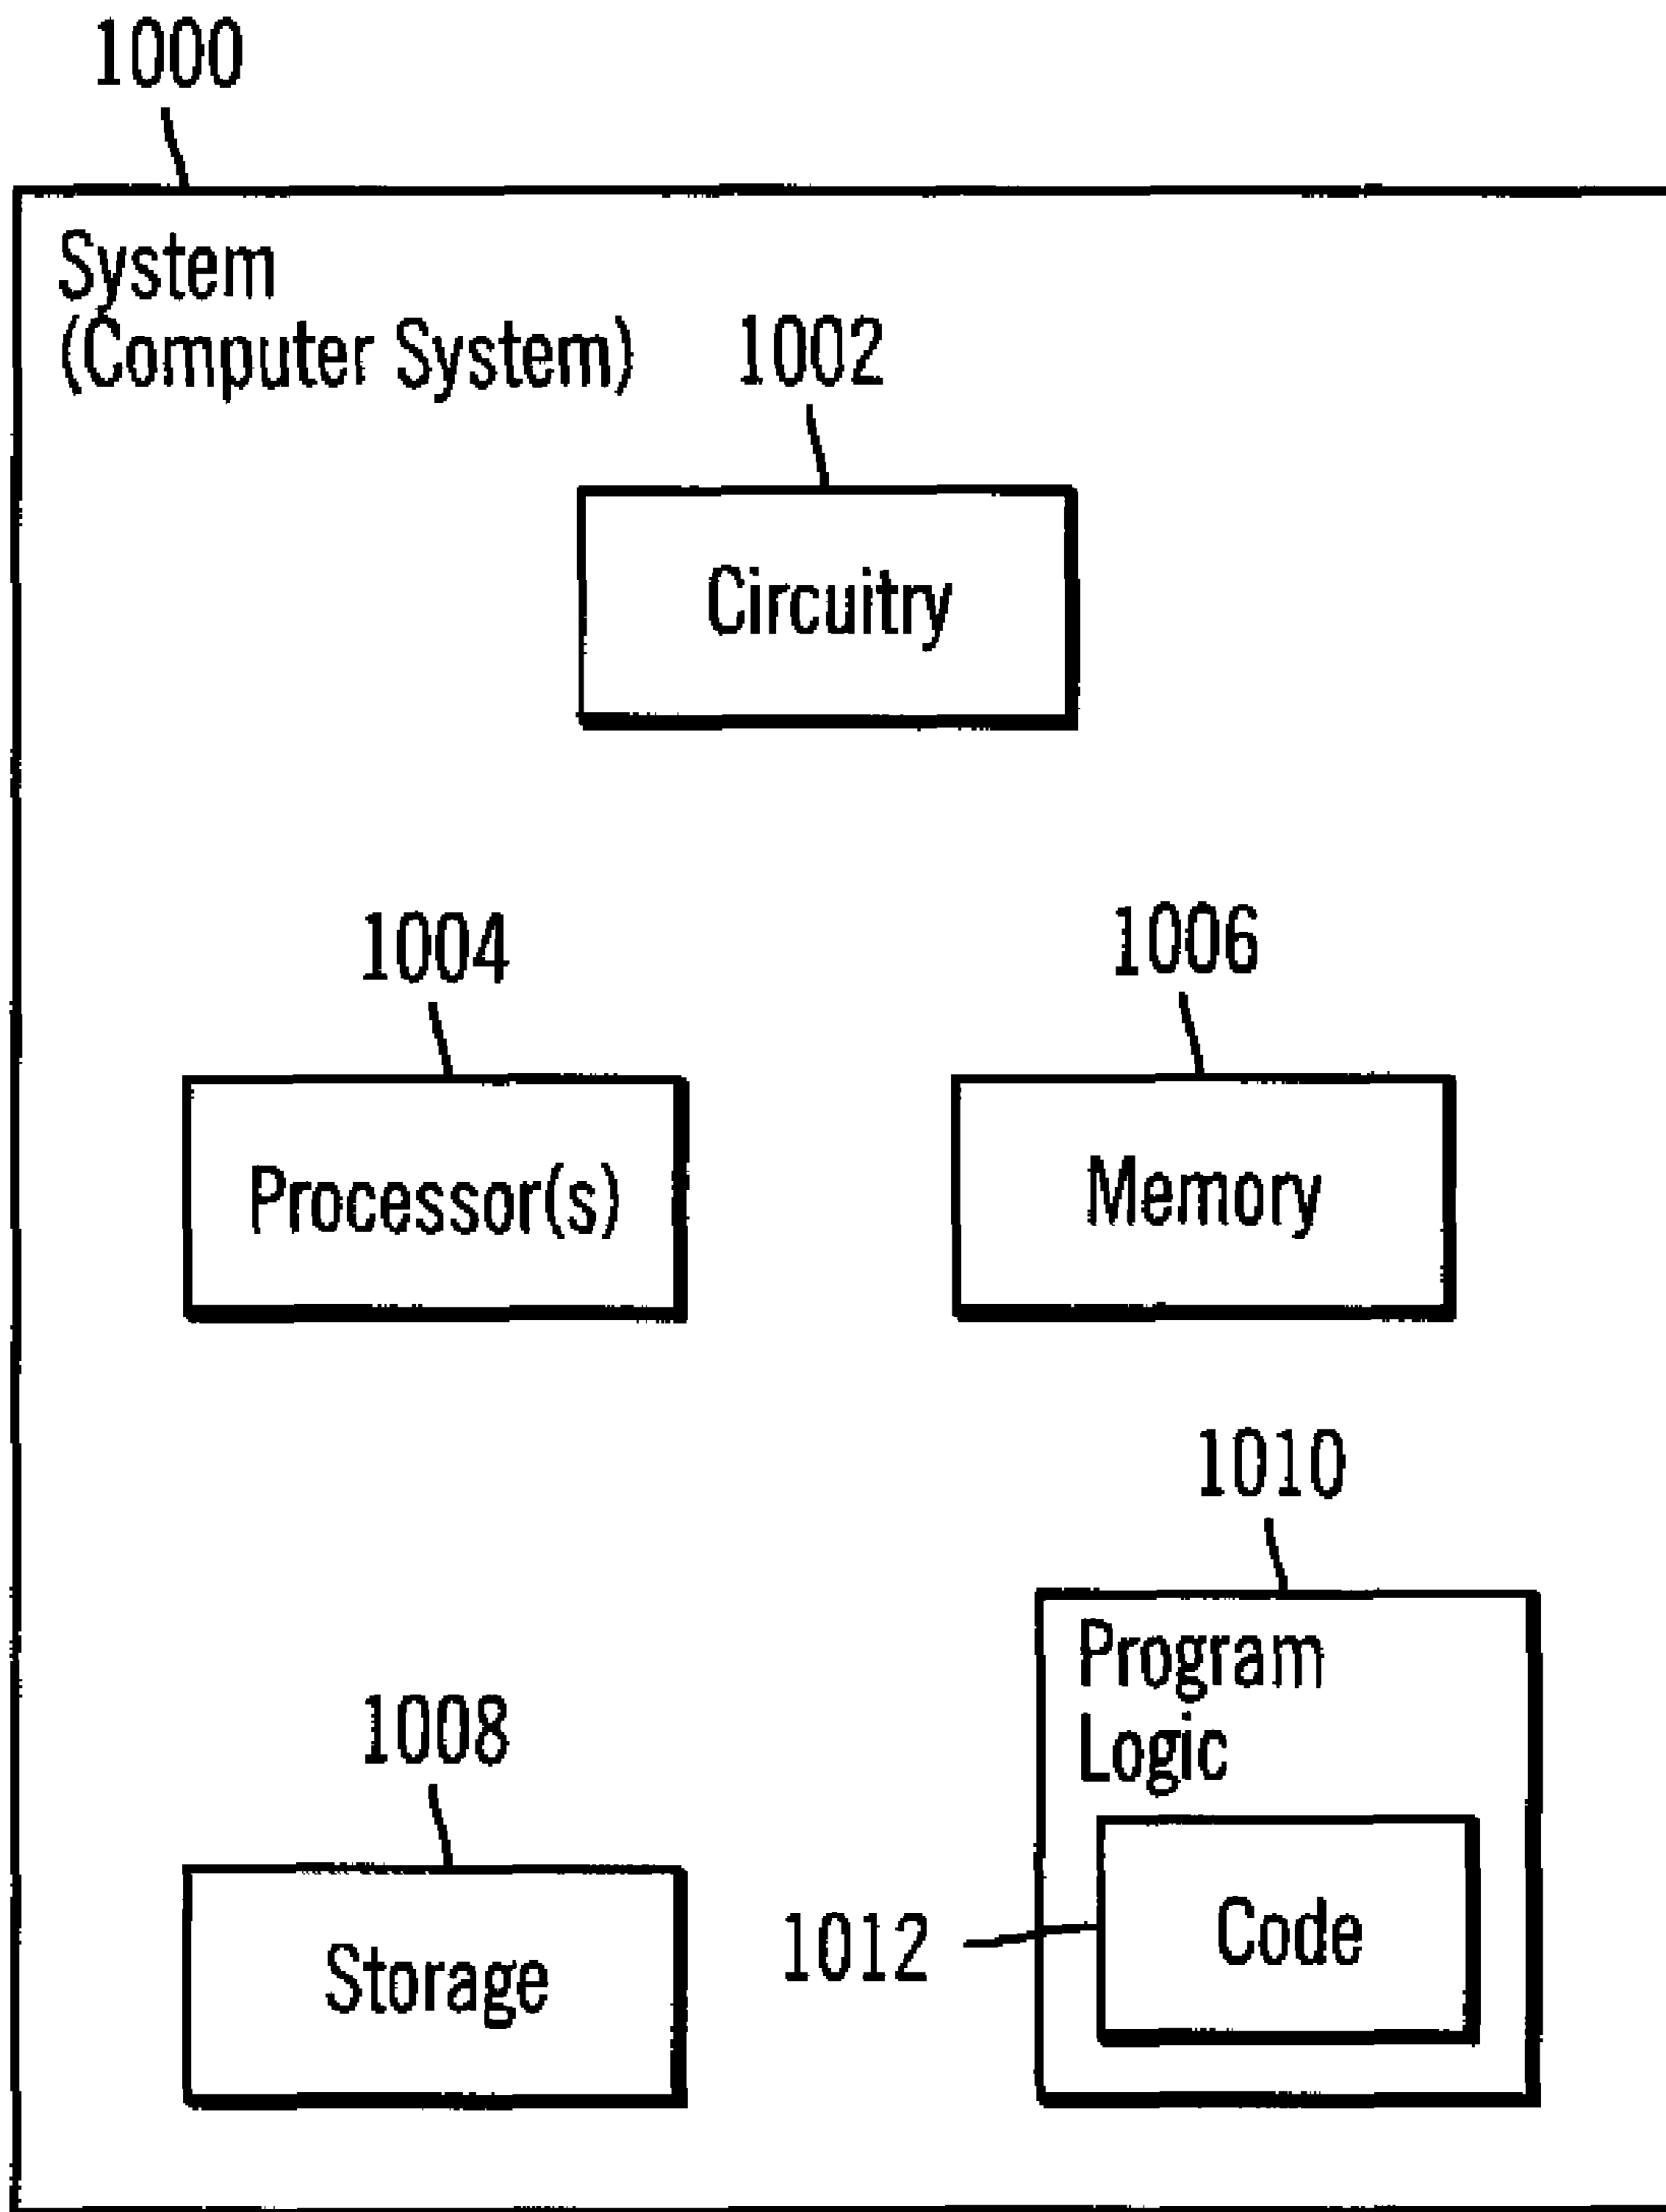 1000
System
(Computer System)
1002
Circuitry
1004
1006
Processor(s)
Memory
1010
Program
Logic
1008
1012
Code
Storage